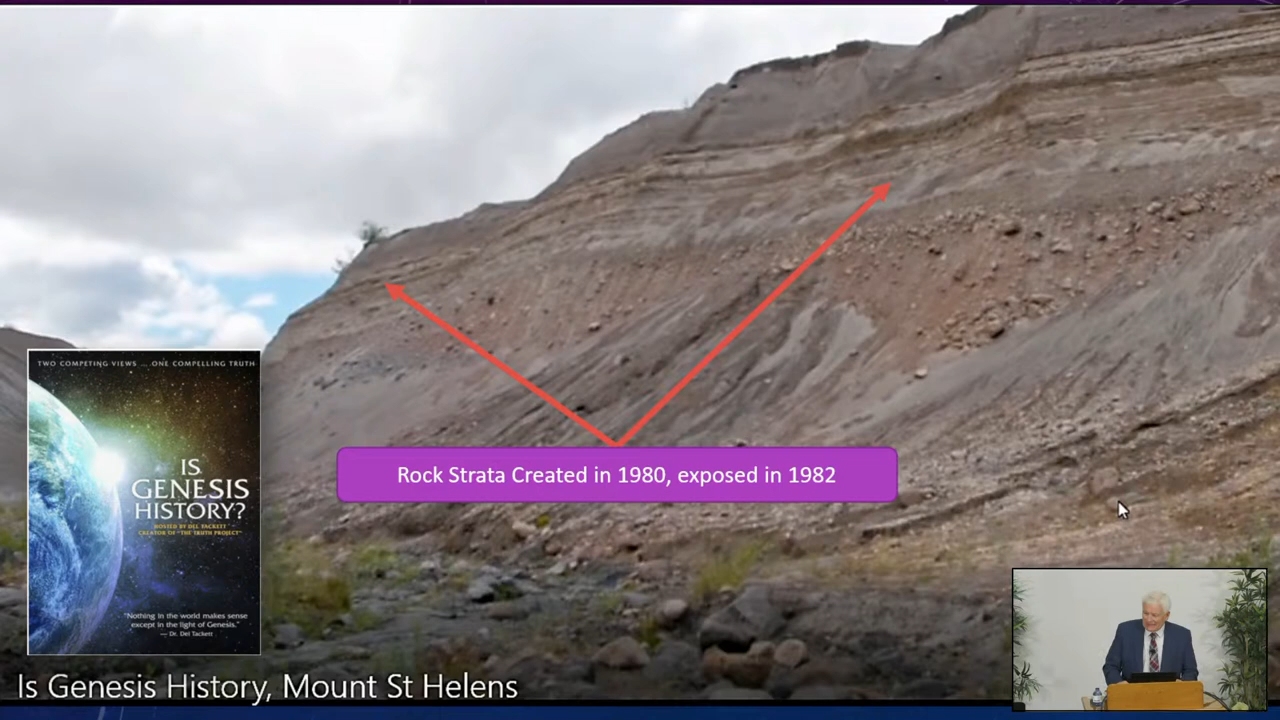 Rock Strata Created in 1980, exposed in 1982
TWO COMPETING VIEWS ... ONE COMPELLING TRUTH
IS
GENESIS
HISTORY?
HOSTED BY DEL TACKETT
CREATOR OF "THE TRUTH PROJECT"
"Nothing in the world makes sense
except in the light of Genesis."
— Dr. Del Tackett
Is Genesis History, Mount St Helens